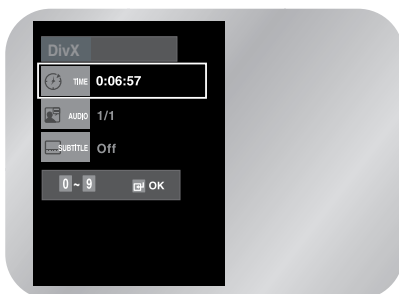 DivX
TIME 0:06:57
AUDIO 1/1
SUBTITLE Off
0 ~ 9 OK